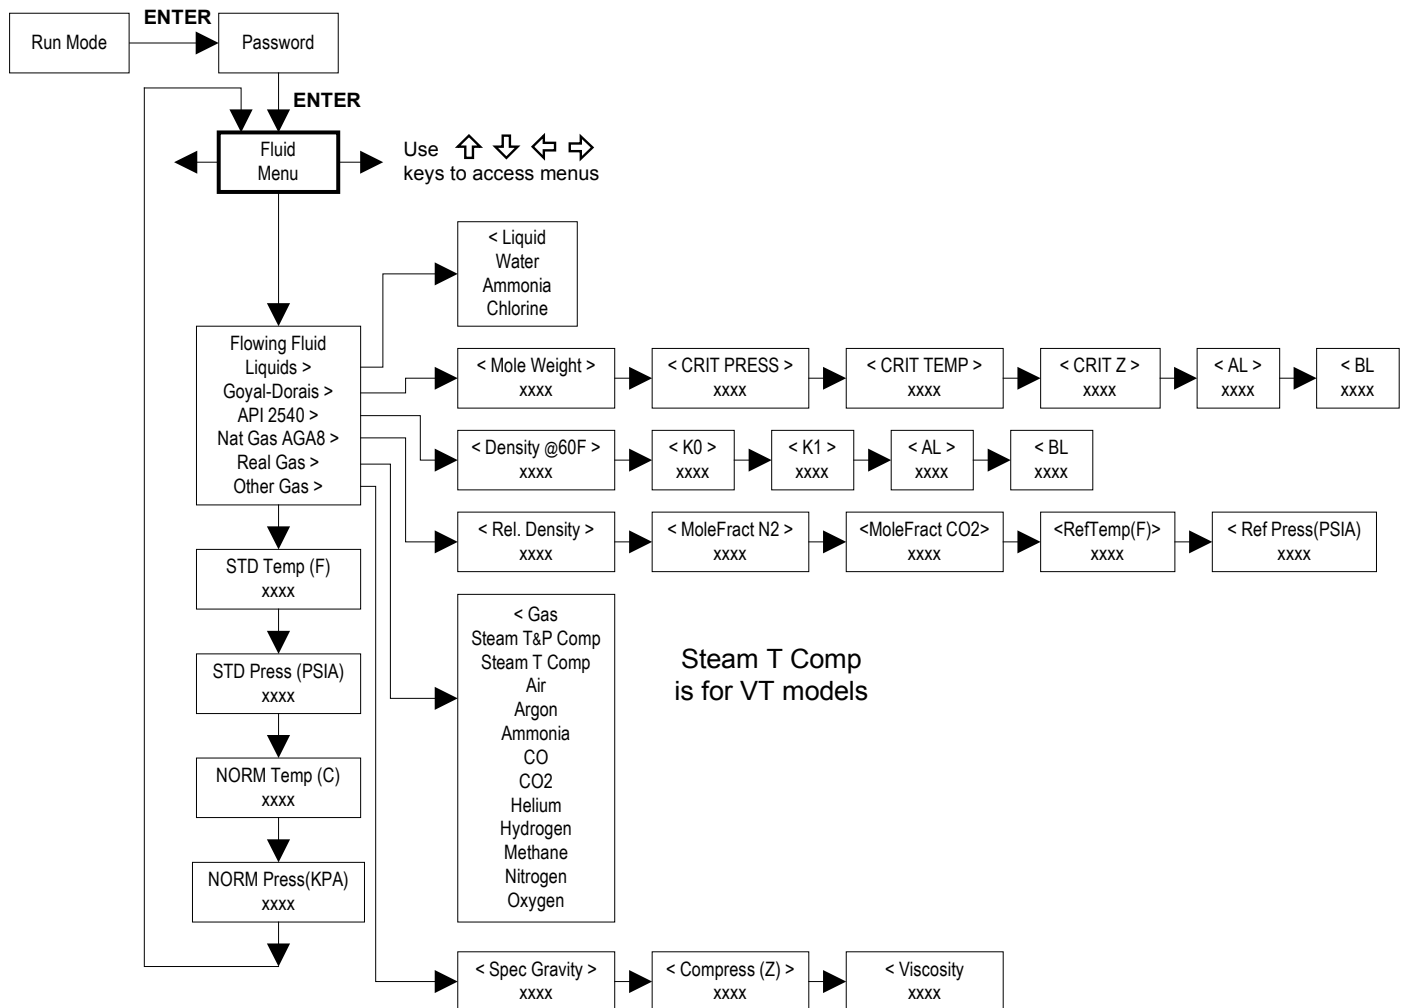 ENTER
Run Mode
Password
ENTER
Fluid
Menu
Use
keys to access menus
< Liquid
Water
Ammonia
Chlorine
Flowing Fluid
Liquids >
Goyal-Dorais >
API 2540 >
Nat Gas AGA8 >
Real Gas >
Other Gas >
< Mole Weight >
xxxx
< CRIT PRESS >
xxxx
< CRIT TEMP >
xxxx
< CRIT Z >
xxxx
< AL >
xxxx
< BL
xxxx
< Density @60F >
xxxx
< K0 >
xxxx
< K1 >
xxxx
< AL >
xxxx
< BL
xxxx
< Rel. Density >
xxxx
< MoleFract N2 >
xxxx
<MoleFract CO2>
xxxx
<RefTemp(F)>
xxxx
< Ref Press(PSIA)
xxxx
STD Temp (F)
xxxx
STD Press (PSIA)
xxxx
NORM Temp (C)
xxxx
NORM Press(KPA)
xxxx
< Gas
Steam T&P Comp
Steam T Comp
Air
Argon
Ammonia
CO
CO2
Helium
Hydrogen
Methane
Nitrogen
Oxygen
Steam T Comp
is for VT models
< Spec Gravity >
xxxx
< Compress (Z) >
xxxx
< Viscosity
xxxx